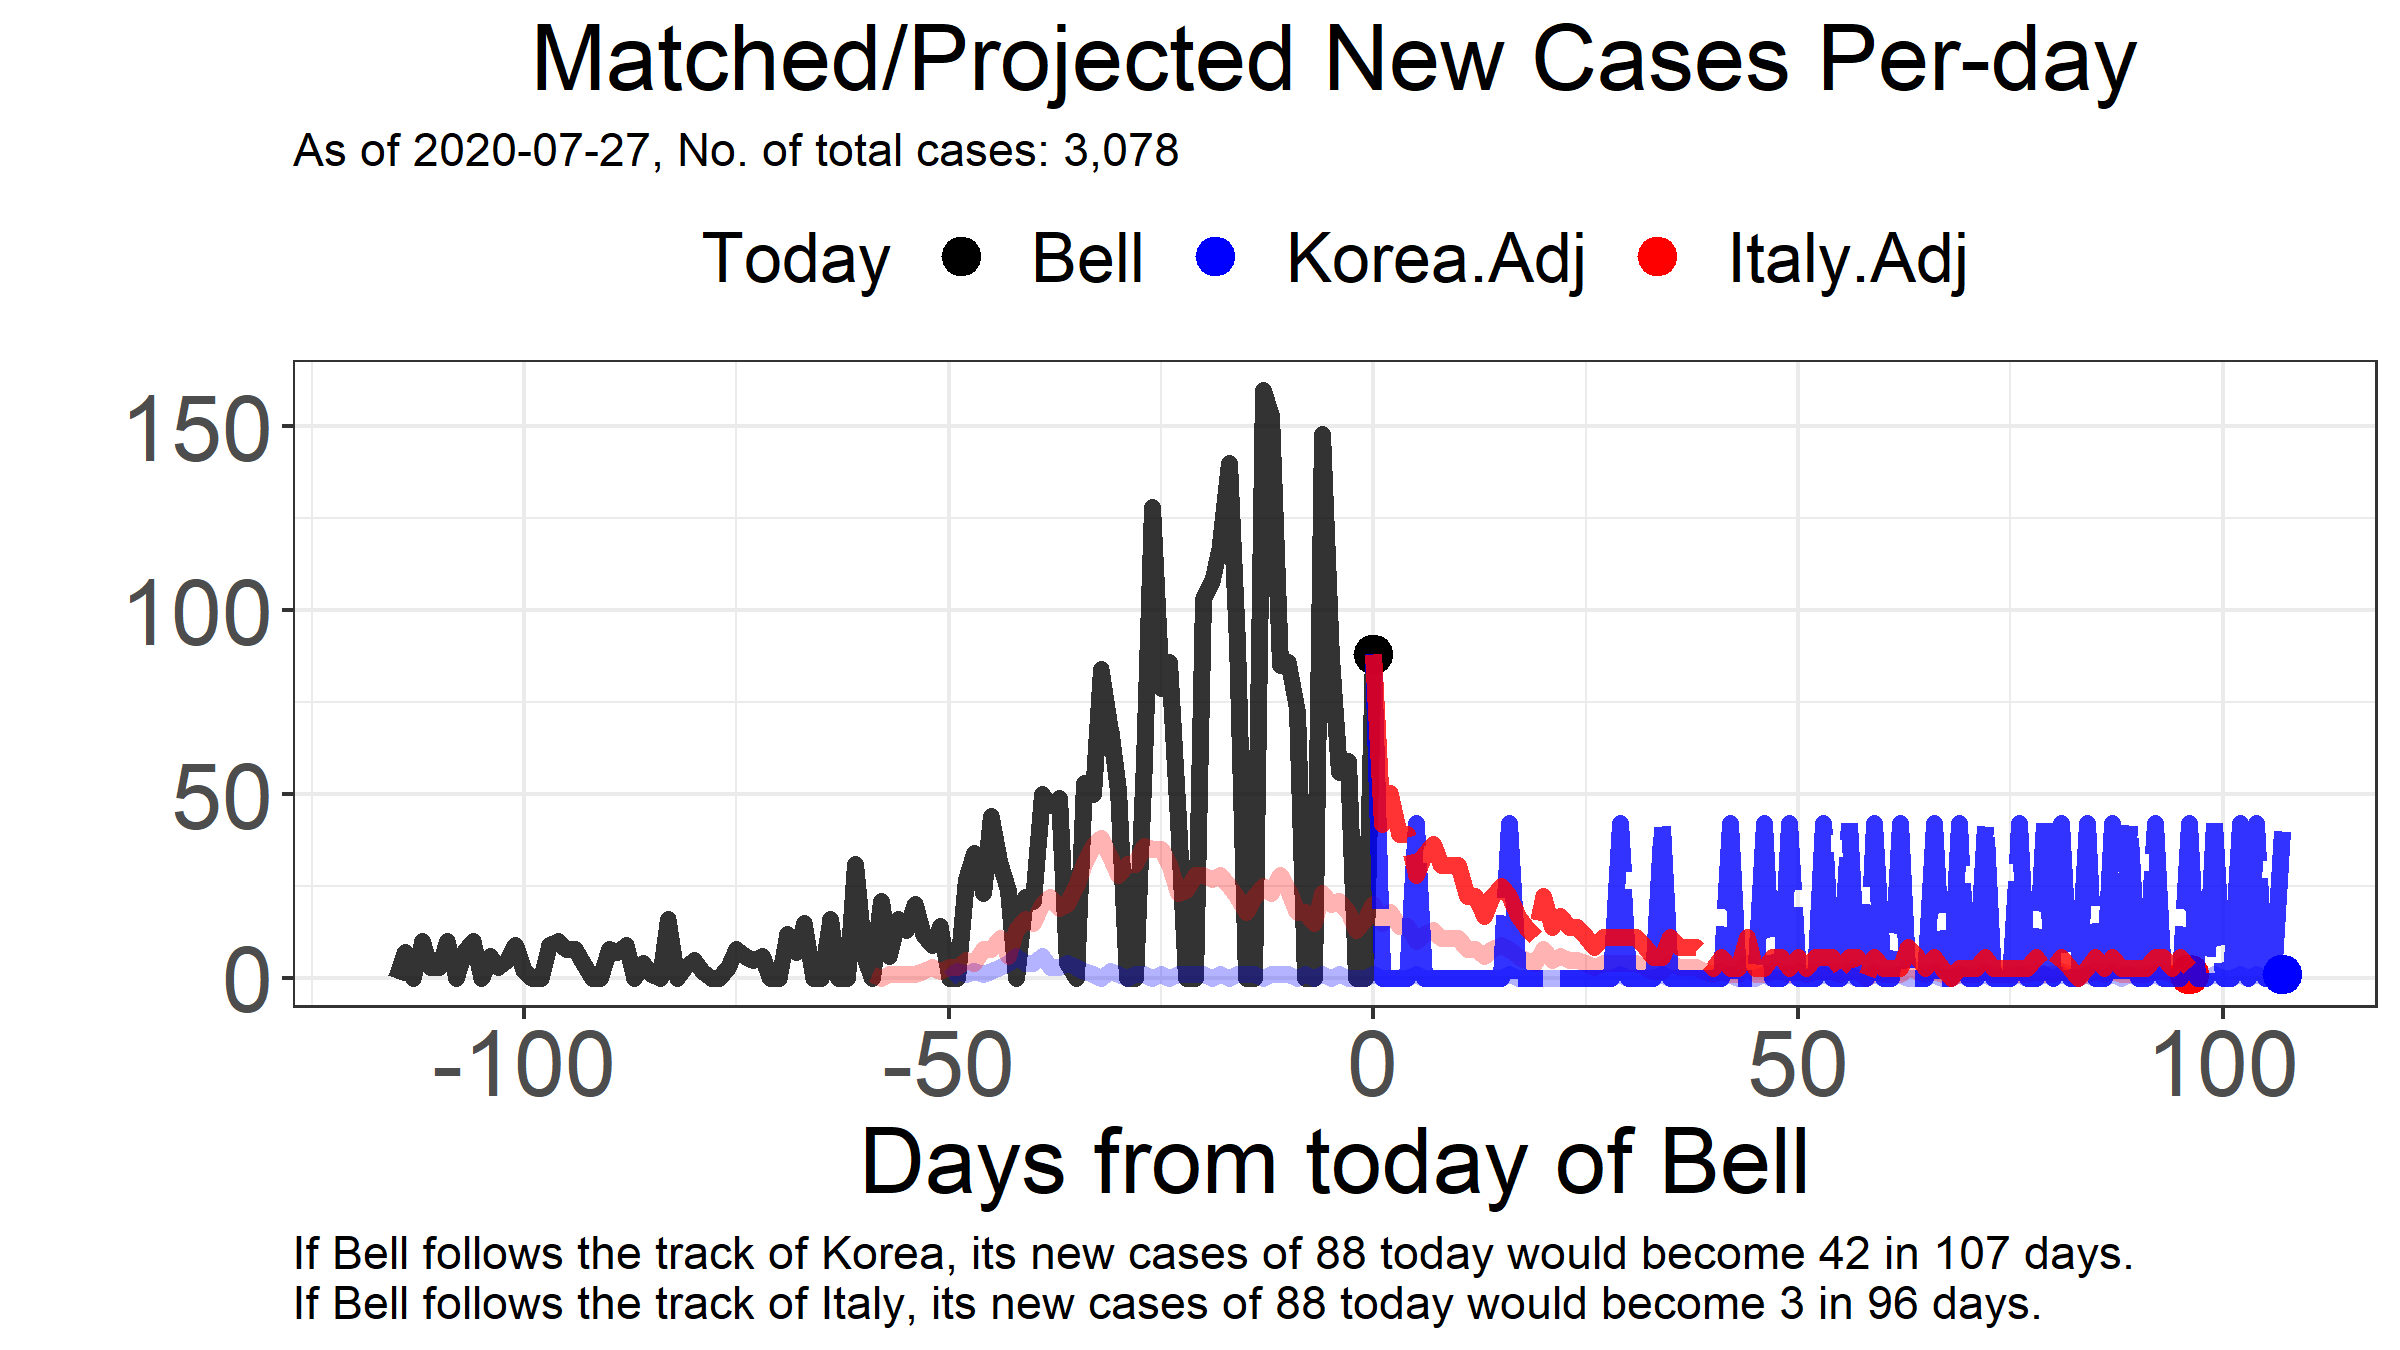 Matched/Projected New Cases Per-day
As of 2020-07-27, No. of total cases: 3,078
Today Bell Korea.Adj Italy.Adj
150
100
50
0
-100 -50 0 50 100
Days from today of Bell
If Bell follows the track of Korea, its new cases of 88 today would become 42 in 107 days.
If Bell follows the track of Italy, its new cases of 88 today would become 3 in 96 days.